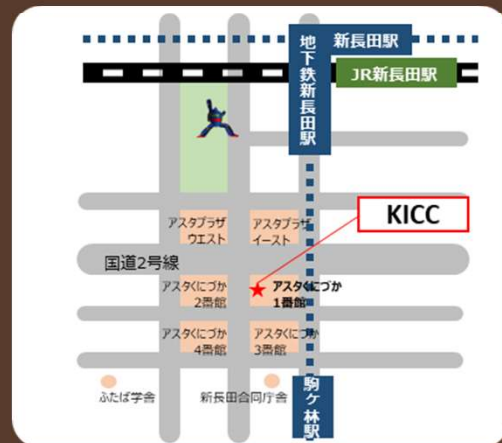 新長田駅
地下鉄新長田駅
JR新長田駅
KICC
アスタプラザ
ウエスト
アスタプラザ
イースト
国道2号線
アスタくにづか
2番館
アスタくにづか
1番館
アスタくにづか
4番館
アスタくにづか
3番館
ふたば学舎
新長田合同庁舎
駒ヶ林駅